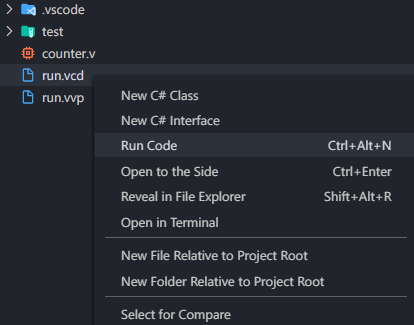 .vscode
test
counter.v
run.vcd
run.vvp
New C# Class
New C# Interface
Run Code Ctrl+Alt+N
Open to the Side Ctrl+Enter
Reveal in File Explorer Shift+Alt+R
Open in Terminal
New File Relative to Project Root
New Folder Relative to Project Root
Select for Compare